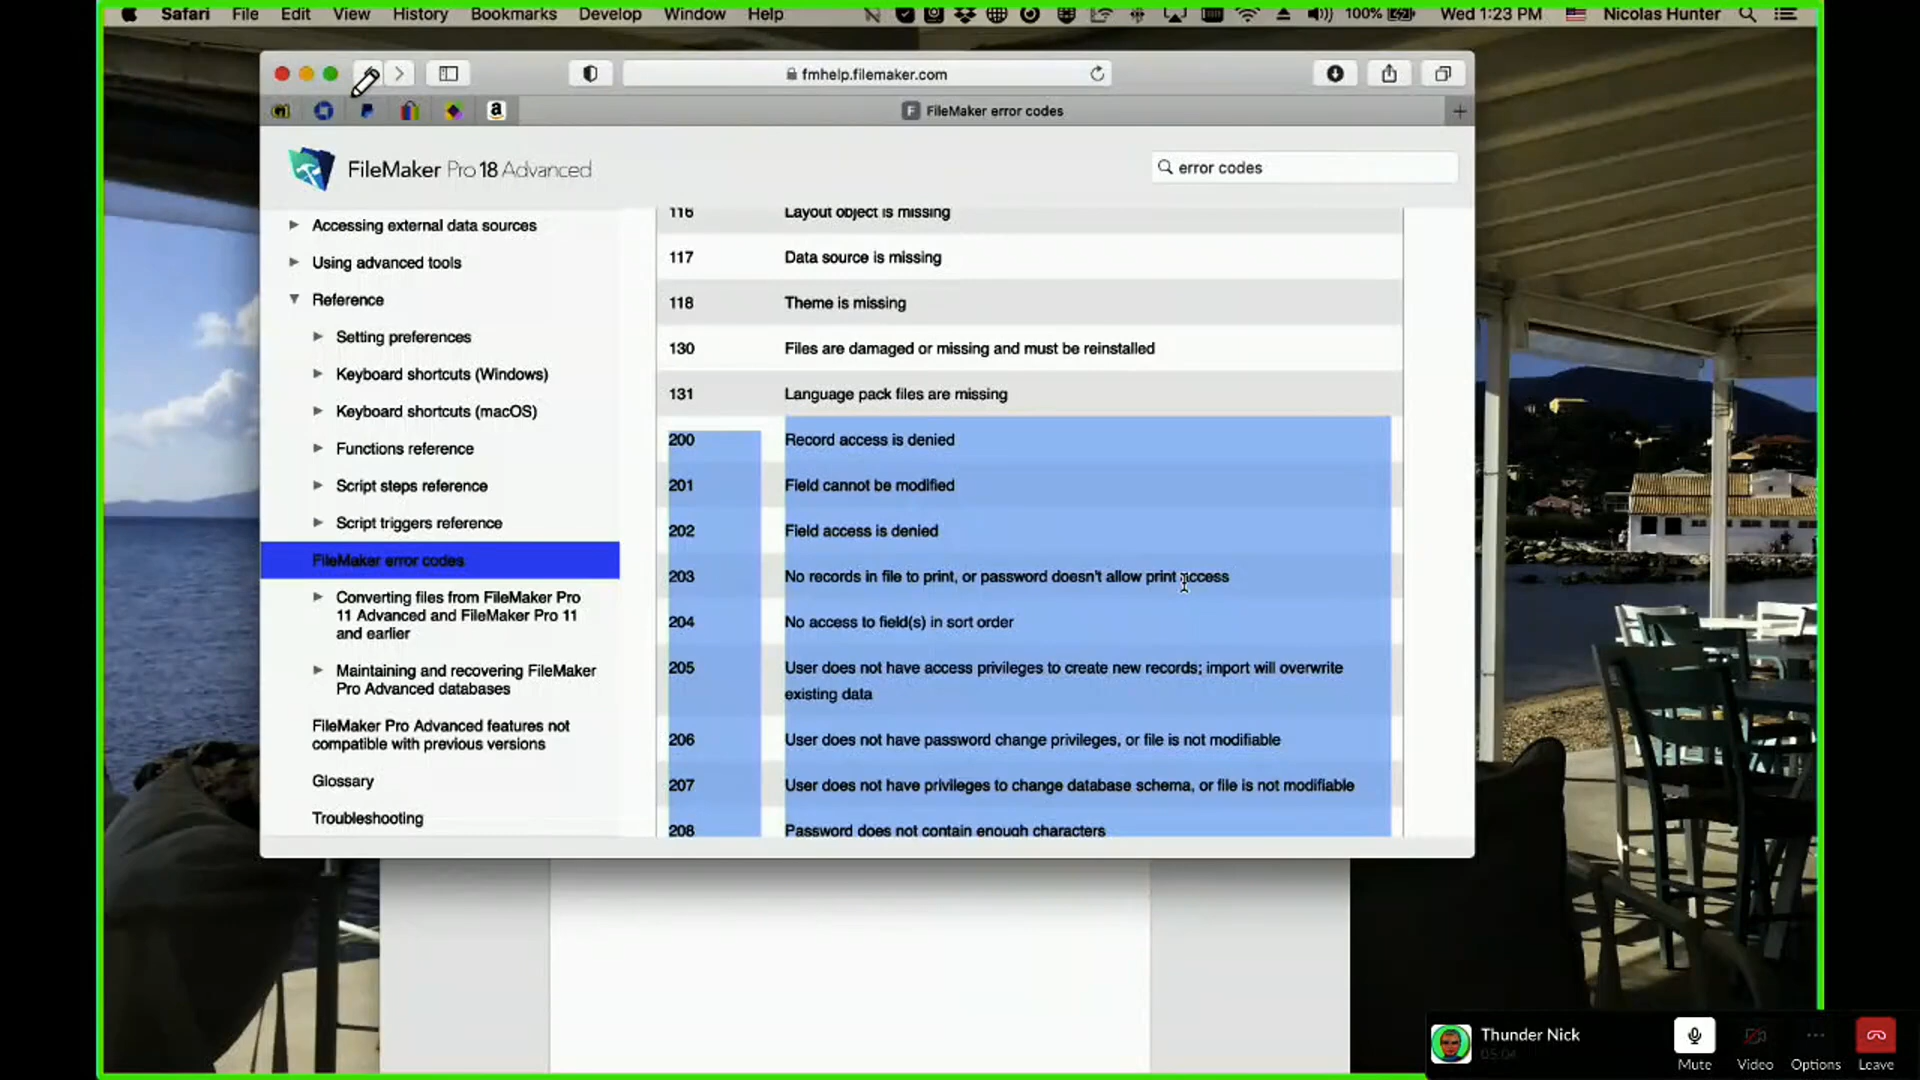 Safari File Edit View History Bookmarks Develop Window Help 100% Wed 1:23 PM Nicolas Hunter
fmhelp.filemaker.com
FileMaker error codes
FileMaker Pro 18 Advanced
error codes
Accessing external data sources
Using advanced tools
Reference
Setting preferences
Keyboard shortcuts (Windows)
Keyboard shortcuts (macOS)
Functions reference
Script steps reference
Script triggers reference
FileMaker error codes
Converting files from FileMaker Pro
11 Advanced and FileMaker Pro 11
and earlier
Maintaining and recovering FileMaker
Pro Advanced databases
FileMaker Pro Advanced features not
compatible with previous versions
Glossary
Troubleshooting
116 Layout object is missing
117 Data source is missing
118 Theme is missing
130 Files are damaged or missing and must be reinstalled
131 Language pack files are missing
200 Record access is denied
201 Field cannot be modified
202 Field access is denied
203 No records in file to print, or password doesn't allow print access
204 No access to field(s) in sort order
205 User does not have access privileges to create new records; import will overwrite
existing data
206 User does not have password change privileges, or file is not modifiable
207 User does not have privileges to change database schema, or file is not modifiable
208 Password does not contain enough characters
Thunder Nick
05:04
Mute Video Options Leave